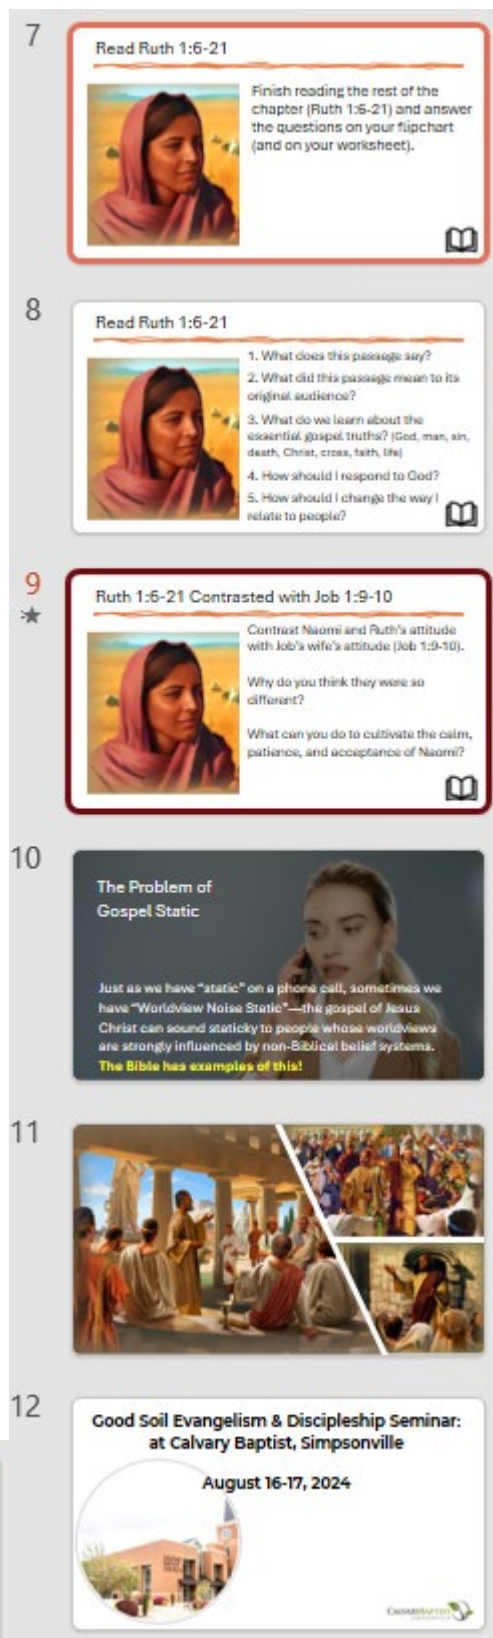 7
Read Ruth 1:6-21
Finish reading the rest of the
chapter (Ruth 1:6-21) and answer
the questions on your flipchart
(and on your worksheet).
8
Read Ruth 1:6-21
1. What does this passage say?
2. What did this passage mean to its
original audience?
3. What do we learn about the
essential gospel truths? (God, man, sin,
death, Christ, cross, faith, life)
4. How should I respond to God?
5. How should I change the way I
relate to people?
9
Ruth 1:6-21 Contrasted with Job 1:9-10
Contrast Naomi and Ruth's attitude
with Job's wife's attitude (Job 1:9-10).
Why do you think they were so
different?
What can you do to cultivate the calm,
patience, and acceptance of Naomi?
10
The Problem of
Gospel Static
Just as we have "static" on a phone call, sometimes we
have "Worldview Noise Static"—the gospel of Jesus
Christ can sound staticky to people whose worldviews
are strongly influenced by non-Biblical belief systems.
The Bible has examples of this!
11
12
Good Soil Evangelism & Discipleship Seminar:
at Calvary Baptist, Simpsonville
August 16-17, 2024
CALVARY BAPTIST